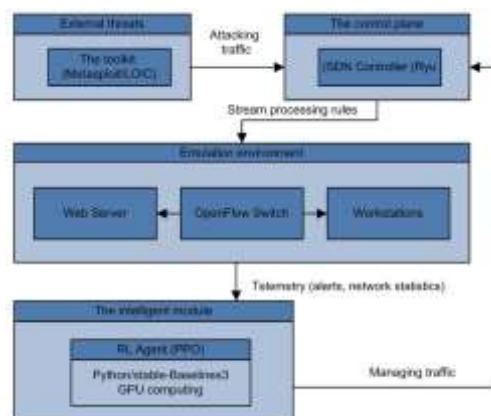 External threats
The toolkit
(Metasploit/LOIC)
Attacking
traffic
The control plane
(SDN Controller (Ryu
Stream processing rules
Emulation environment
Web Server
OpenFlow Switch
Workstations
Telemetry (alerts, network statistics)
The intelligent module
RL Agent (PPO)
Python/stable-Baselines3
GPU computing
Managing traffic